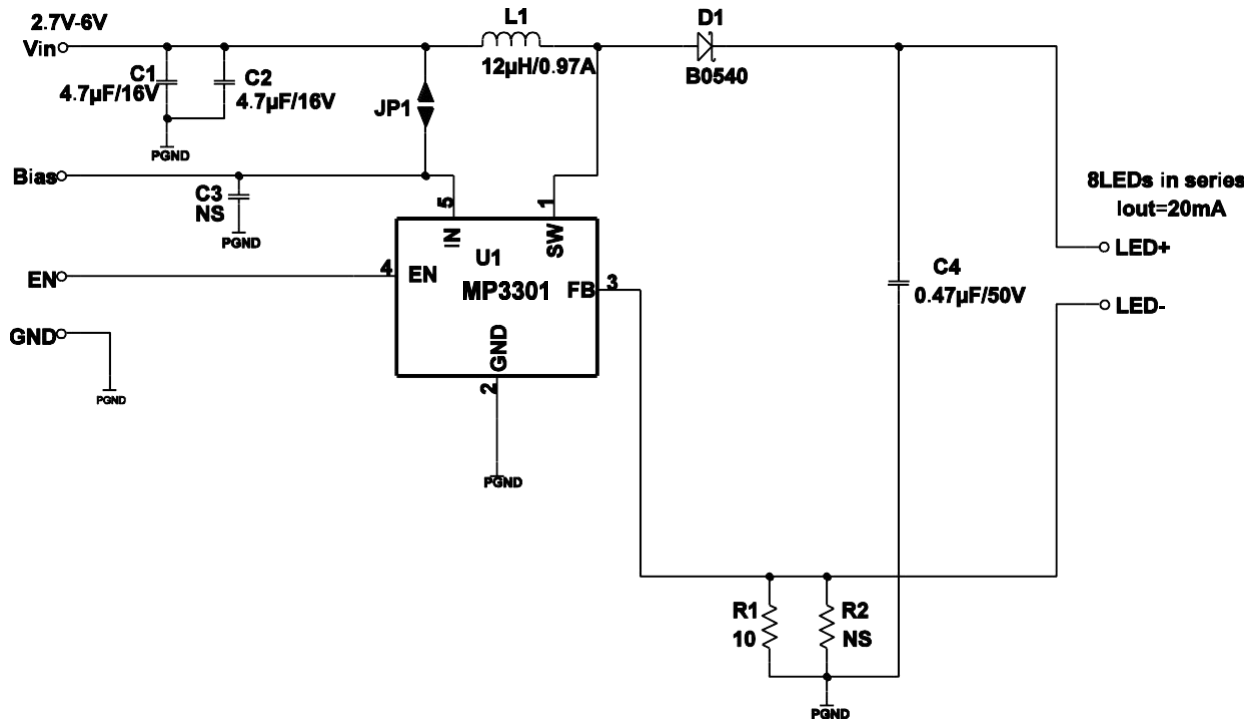 2.7V-6V
Vin
L1
12µH/0.97A
D1
B0540
C1
4.7µF/16V
C2
4.7µF/16V
JP1
PGND
Bias
C3
NS
PGND
5
IN
1
SW
U1
MP3301
4
EN
FB
3
GND
2
EN
GND
PGND
PGND
8LEDs in series
Iout=20mA
LED+
LED-
C4
0.47µF/50V
R1
10
R2
NS
PGND